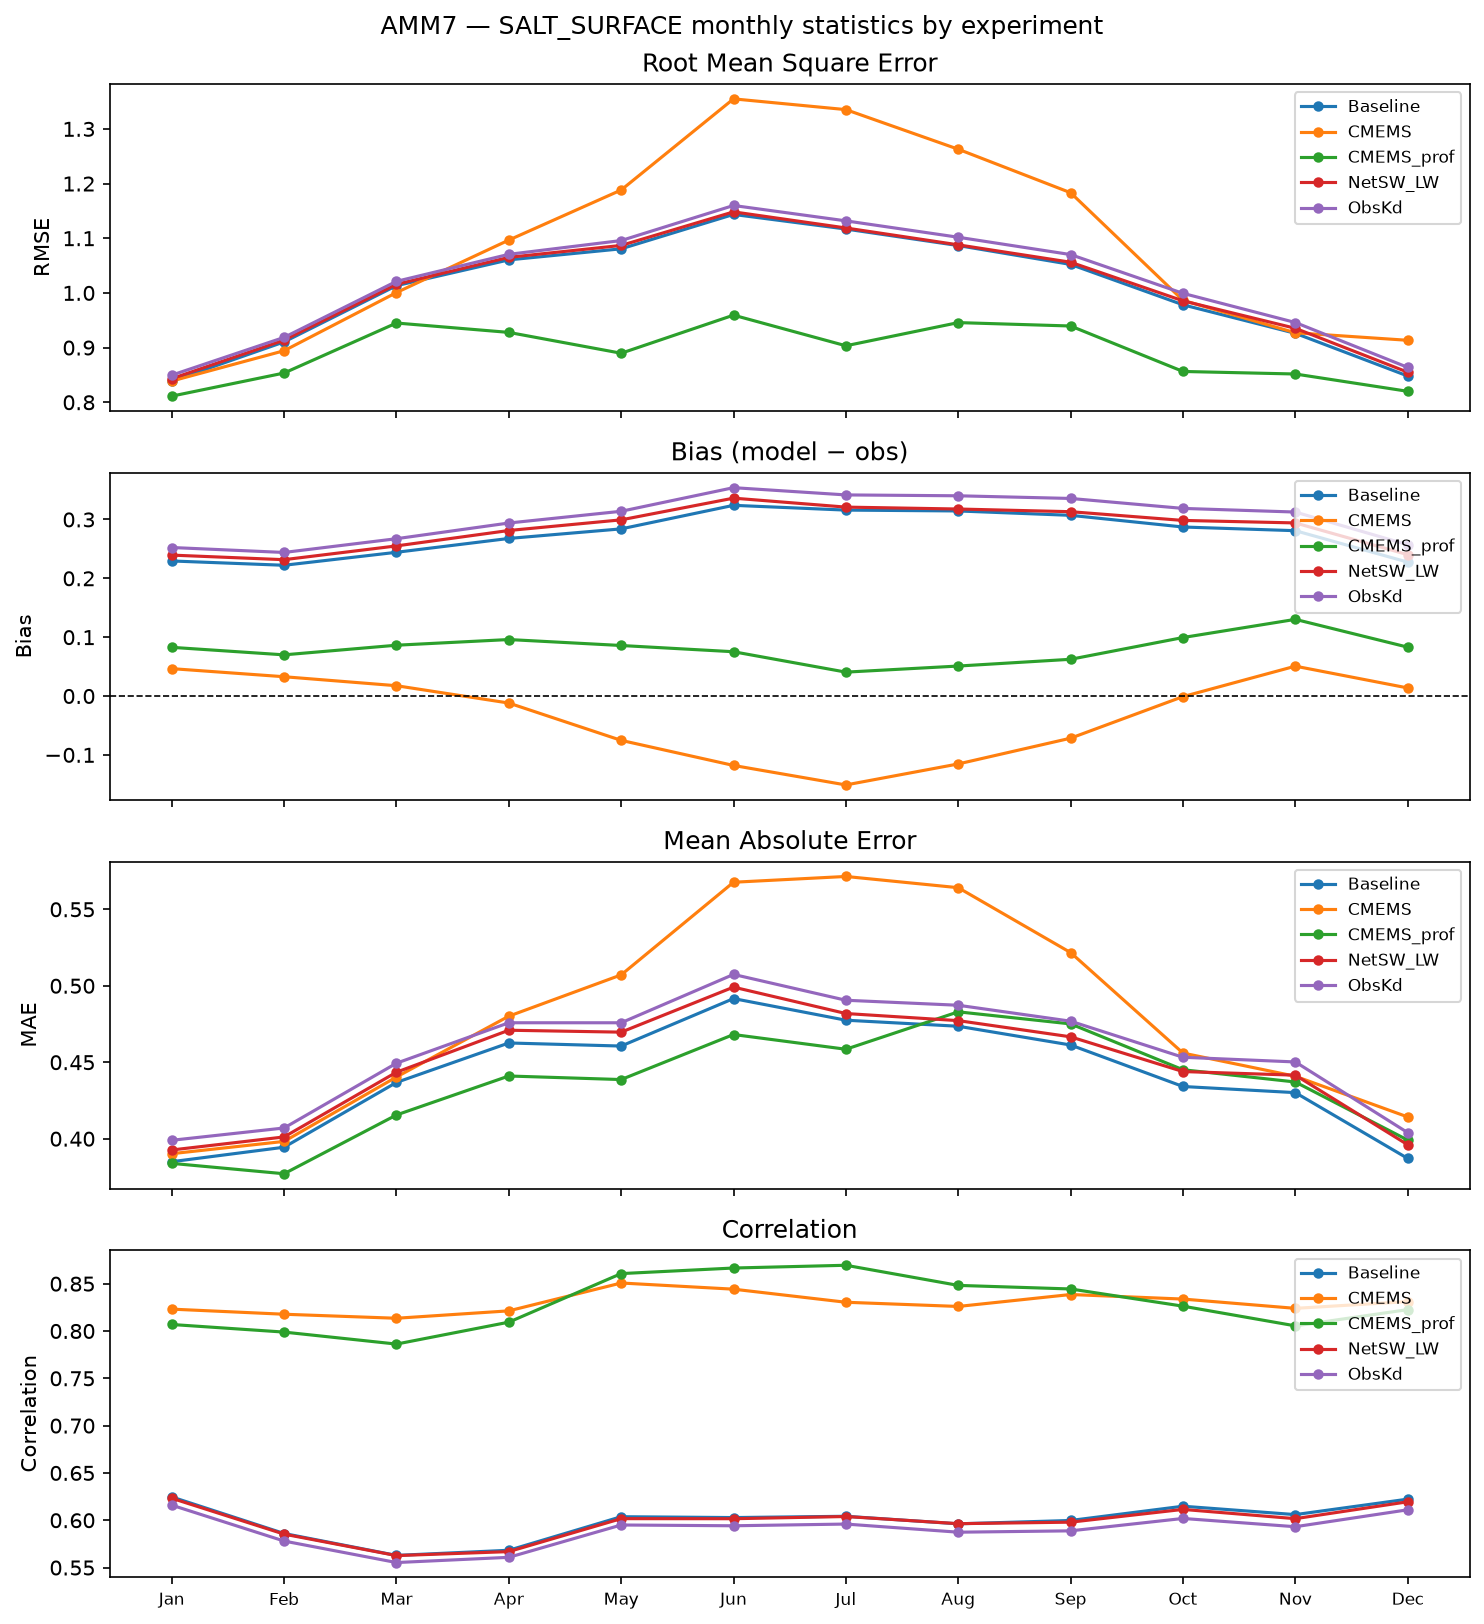 AMM7 — SALT_SURFACE monthly statistics by experiment
Root Mean Square Error
RMSE
1.3
1.2
1.1
1.0
0.9
0.8
Baseline
CMEMS
CMEMS_prof
NetSW_LW
ObsKd
Bias (model − obs)
Bias
0.3
0.2
0.1
0.0
−0.1
Baseline
CMEMS
CMEMS_prof
NetSW_LW
ObsKd
Mean Absolute Error
MAE
0.55
0.50
0.45
0.40
Baseline
CMEMS
CMEMS_prof
NetSW_LW
ObsKd
Correlation
Correlation
0.85
0.80
0.75
0.70
0.65
0.60
0.55
Baseline
CMEMS
CMEMS_prof
NetSW_LW
ObsKd
Jan Feb Mar Apr May Jun Jul Aug Sep Oct Nov Dec